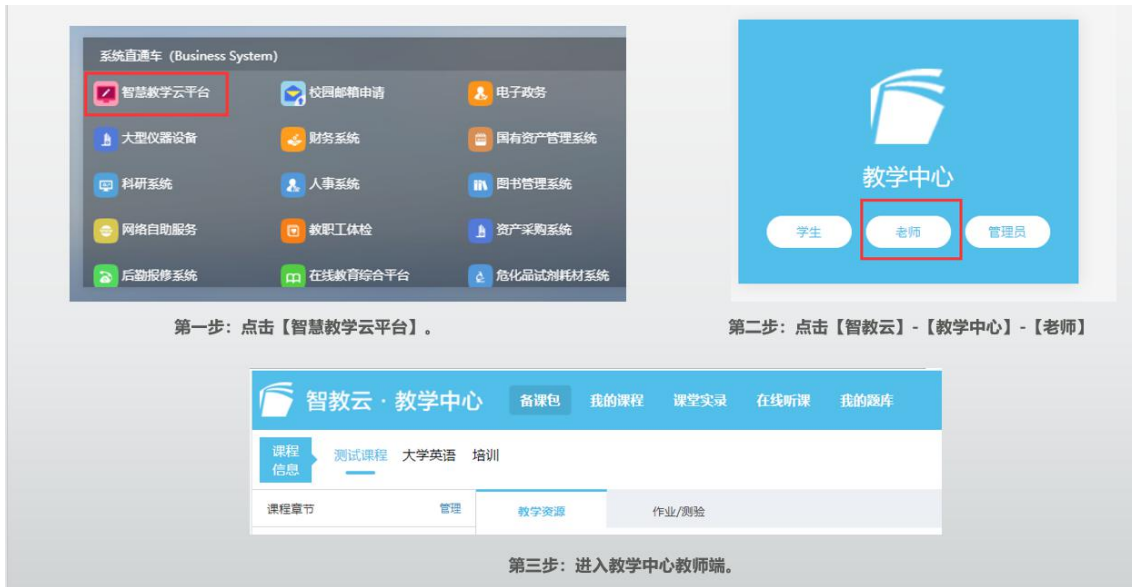 系统直通车 (Business System)
智慧教学云平台 校园邮箱申请 电子政务
大型仪器设备 财务系统 国有资产管理系统
科研系统 人事系统 图书管理系统
网络自助服务 教职工体检 资产采购系统
后勤报修系统 在线教育综合平台 危化品试剂耗材系统
第一步：点击【智慧教学云平台】。
教学中心
学生 老师 管理员
第二步：点击【智教云】-【教学中心】-【老师】
智教云·教学中心 备课包 我的课程 课堂实录 在线听课 我的题库
课程
信息
测试课程 大学英语 培训
课程章节 管理 教学资源 作业/测验
第三步：进入教学中心教师端。